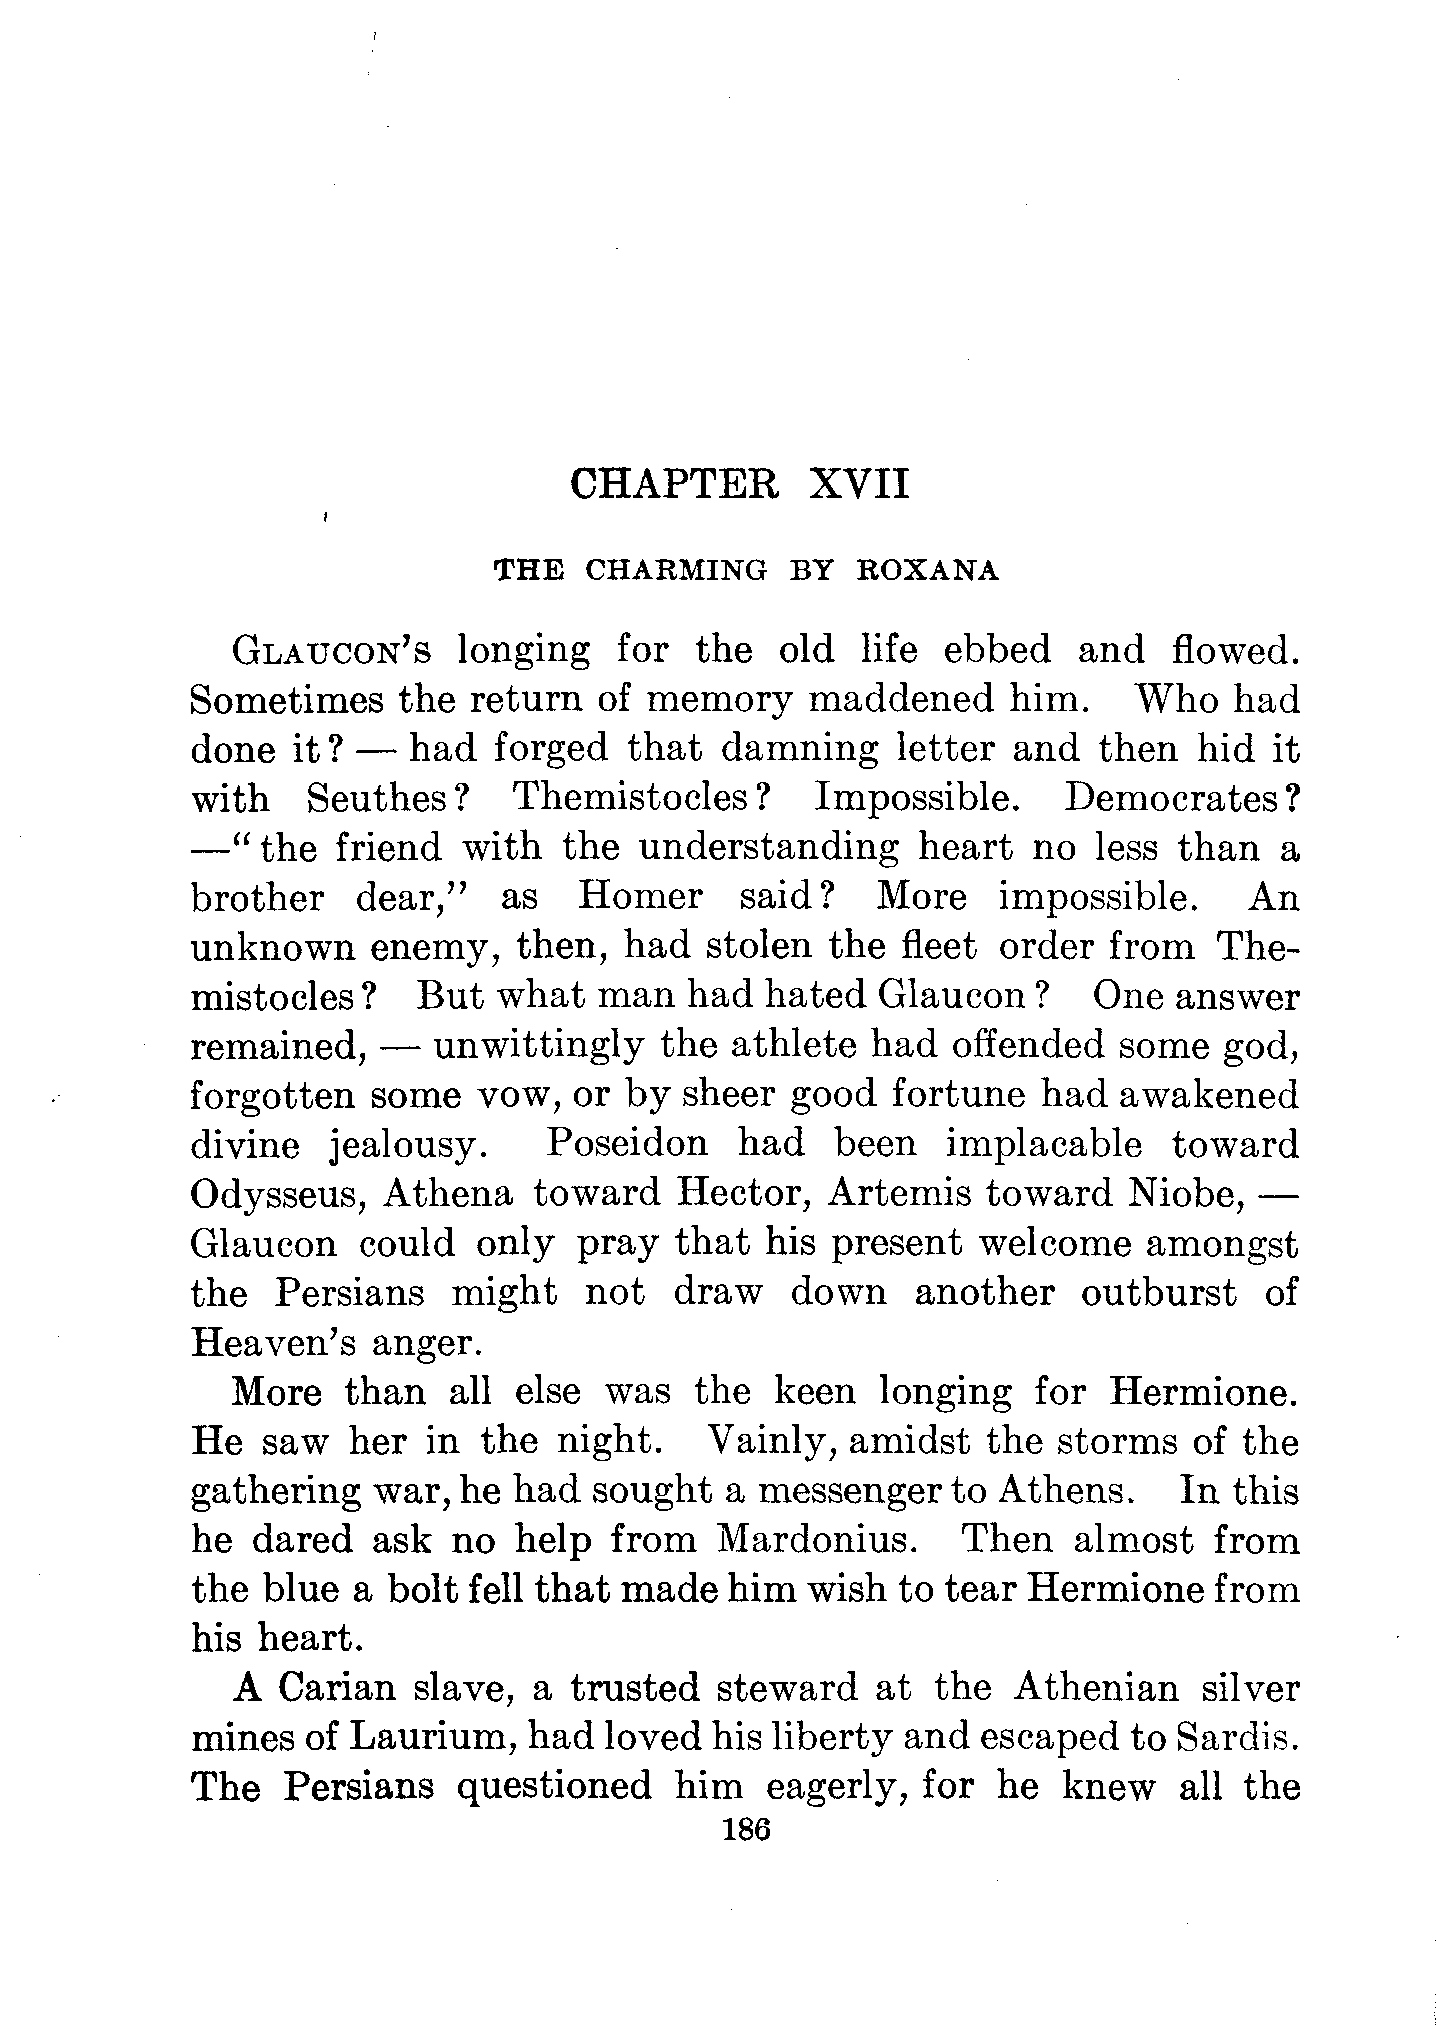 CHAPTER XVII
THE CHARMING BY ROXANA
GLAUCON'S longing for the old life ebbed and flowed.
Sometimes the return of memory maddened him. Who had
done it? — had forged that damning letter and then hid it
with Seuthes? Themistocles? Impossible. Democrates?
—"the friend with the understanding heart no less than a
brother dear," as Homer said? More impossible. An
unknown enemy, then, had stolen the fleet order from The-
mistocles? But what man had hated Glaucon? One answer
remained, — unwittingly the athlete had offended some god,
forgotten some vow, or by sheer good fortune had awakened
divine jealousy. Poseidon had been implacable toward
Odysseus, Athena toward Hector, Artemis toward Niobe, —
Glaucon could only pray that his present welcome amongst
the Persians might not draw down another outburst of
Heaven's anger.
More than all else was the keen longing for Hermione.
He saw her in the night. Vainly, amidst the storms of the
gathering war, he had sought a messenger to Athens. In this
he dared ask no help from Mardonius. Then almost from
the blue a bolt fell that made him wish to tear Hermione from
his heart.
A Carian slave, a trusted steward at the Athenian silver
mines of Laurium, had loved his liberty and escaped to Sardis.
The Persians questioned him eagerly, for he knew all the
186